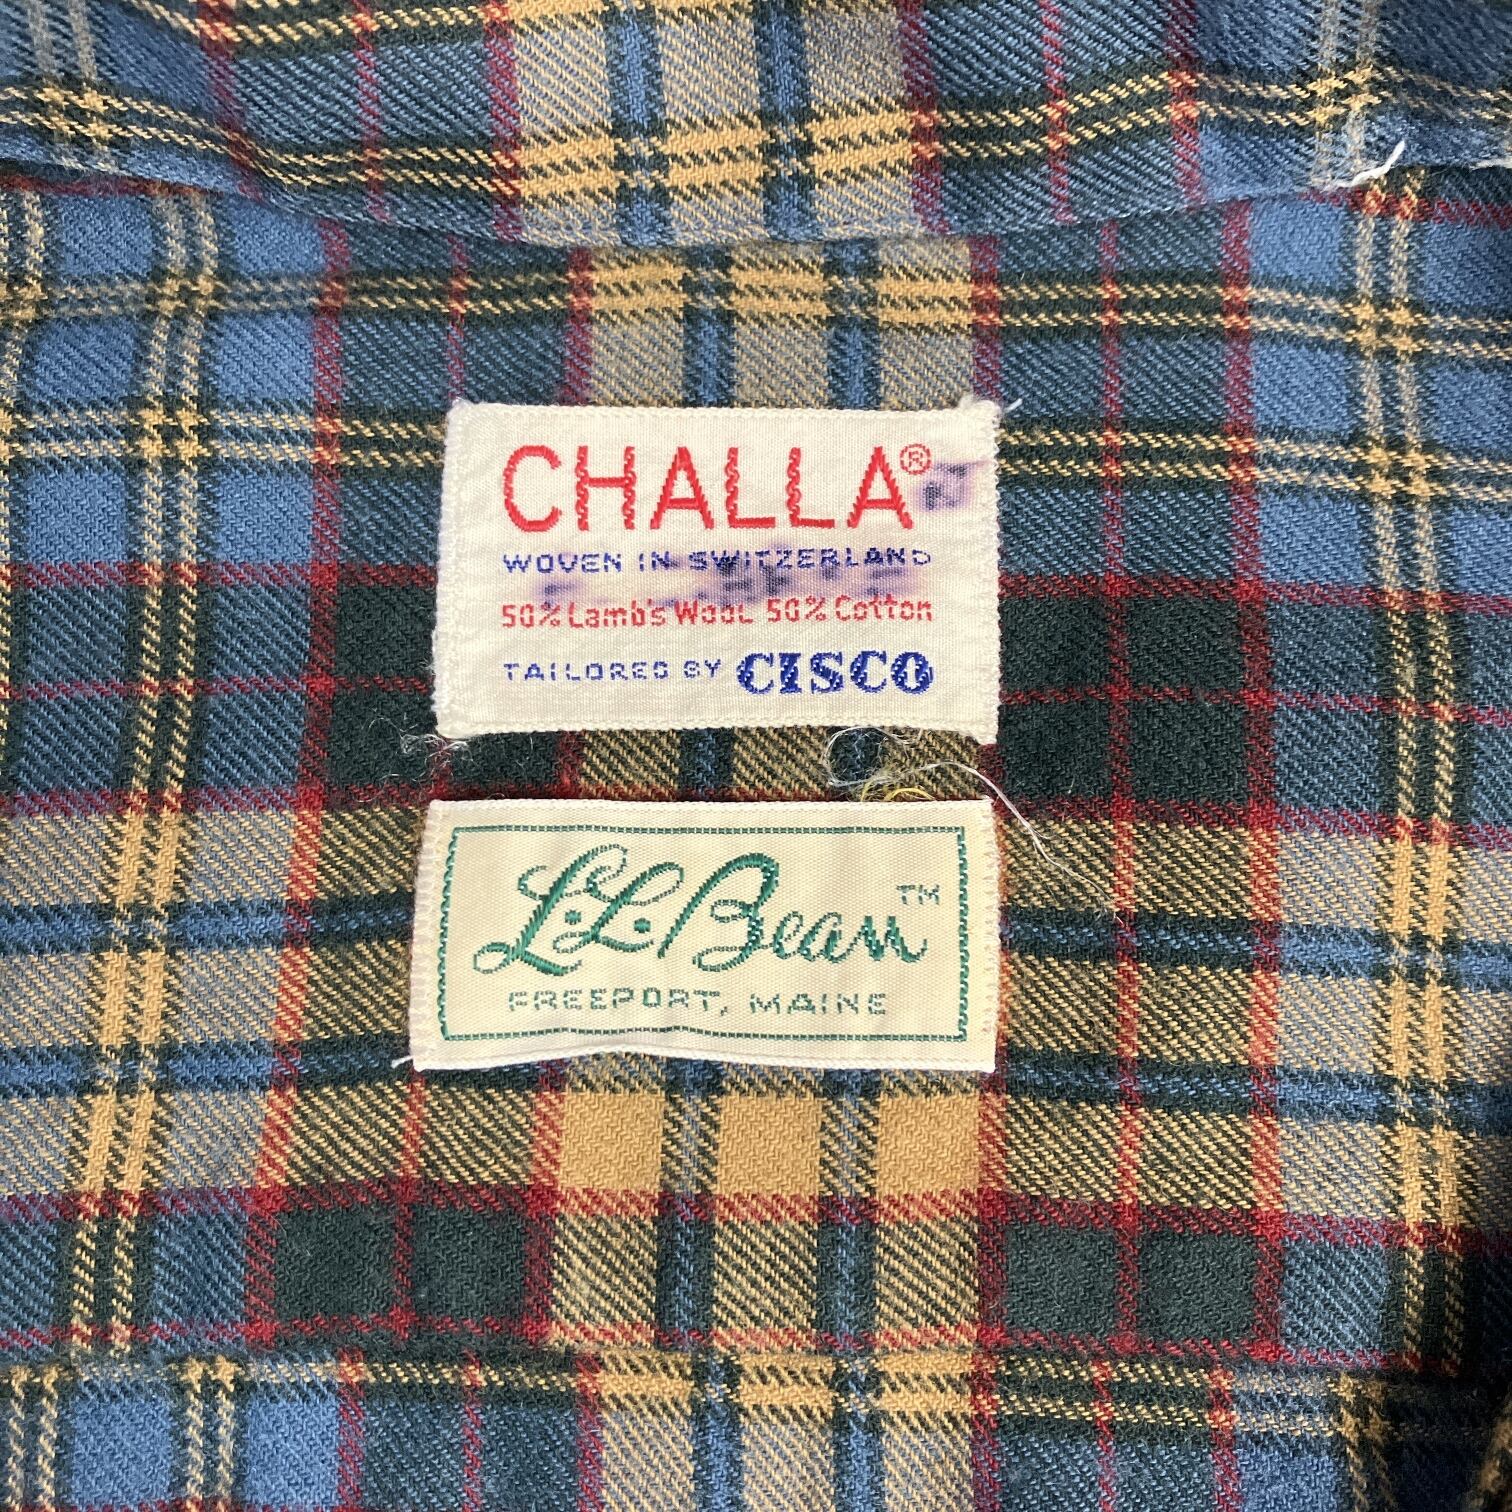 CHALLA®
WOVEN IN SWITZERLAND
50% Lamb's Wool 50% Cotton
TAILORED BY CISCO
L.L.Bean™
FREEPORT, MAINE